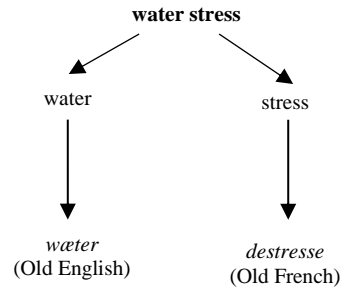 water stress
water
stress
wæter
(Old English)
destresse
(Old French)